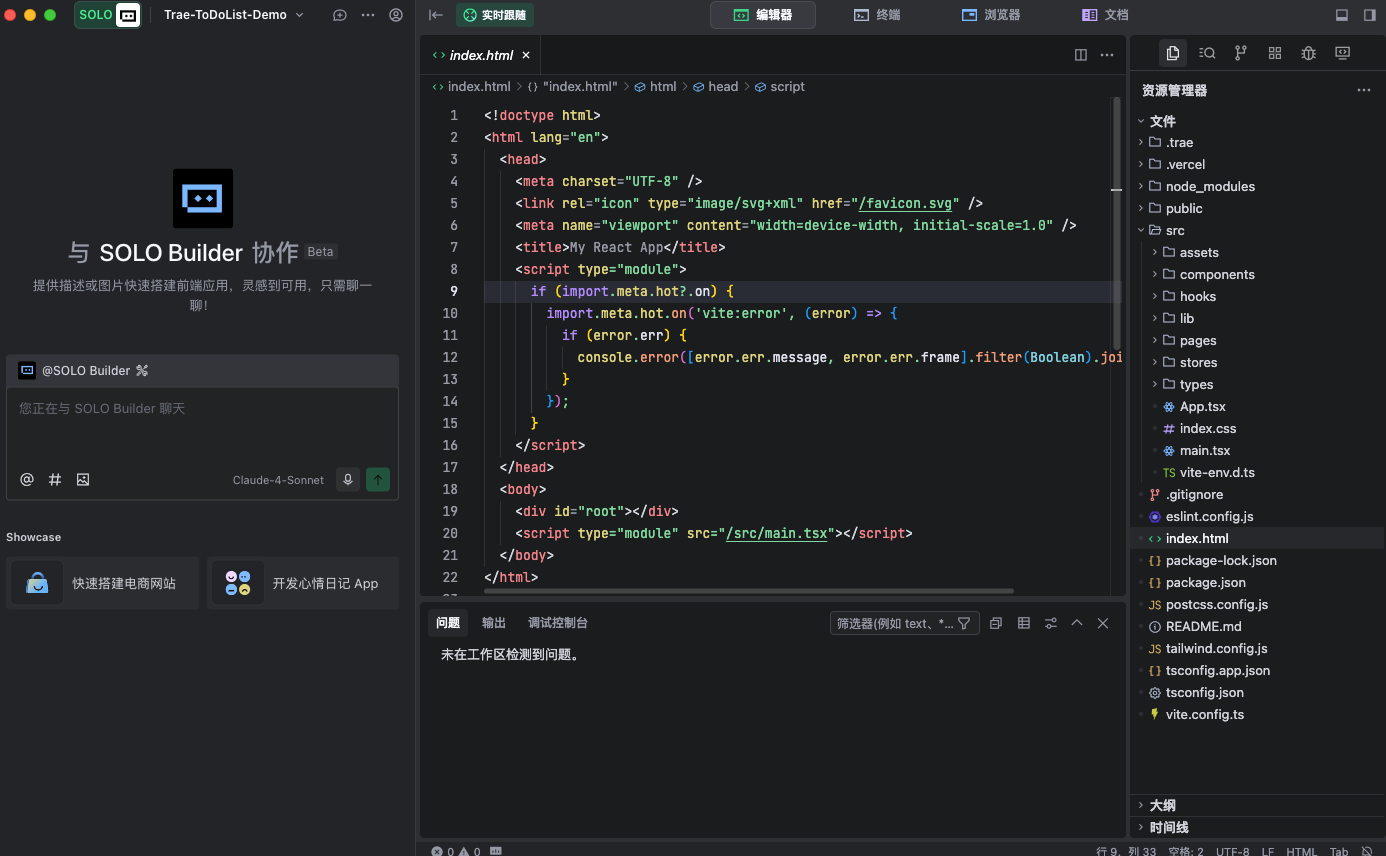 SOLO
Trae-ToDoList-Demo
实时跟随
编辑器
终端
浏览器
文档
与 SOLO Builder 协作 Beta
提供描述或图片快速搭建前端应用，灵感到可用，只需聊一
聊！
@SOLO Builder
您正在与 SOLO Builder 聊天
@ #
Claude-4-Sonnet
Showcase
快速搭建电商网站
开发心情日记 App
index.html
index.html > {} "index.html" > html > head > script
1 <!doctype html>
2 <html lang="en">
3 <head>
4 <meta charset="UTF-8" />
5 <link rel="icon" type="image/svg+xml" href="/favicon.svg" />
6 <meta name="viewport" content="width=device-width, initial-scale=1.0" />
7 <title>My React App</title>
8 <script type="module">
9 if (import.meta.hot?.on) {
10 import.meta.hot.on('vite:error', (error) => {
11 if (error.err) {
12 console.error([error.err.message, error.err.frame].filter(Boolean).joi
13 }
14 });
15 }
16 </script>
17 </head>
18 <body>
19 <div id="root"></div>
20 <script type="module" src="/src/main.tsx"></script>
21 </body>
22 </html>
问题
输出
调试控制台
筛选器(例如 text、*...
未在工作区检测到问题。
资源管理器
文件
.trae
.vercel
node_modules
public
src
assets
components
hooks
lib
pages
stores
types
App.tsx
# index.css
main.tsx
TS vite-env.d.ts
.gitignore
eslint.config.js
index.html
{} package-lock.json
{} package.json
JS postcss.config.js
README.md
JS tailwind.config.js
{} tsconfig.app.json
tsconfig.json
vite.config.ts
大纲
时间线
0 0
行 9，列 33
空格: 2
UTF-8
LF
HTML
Tab